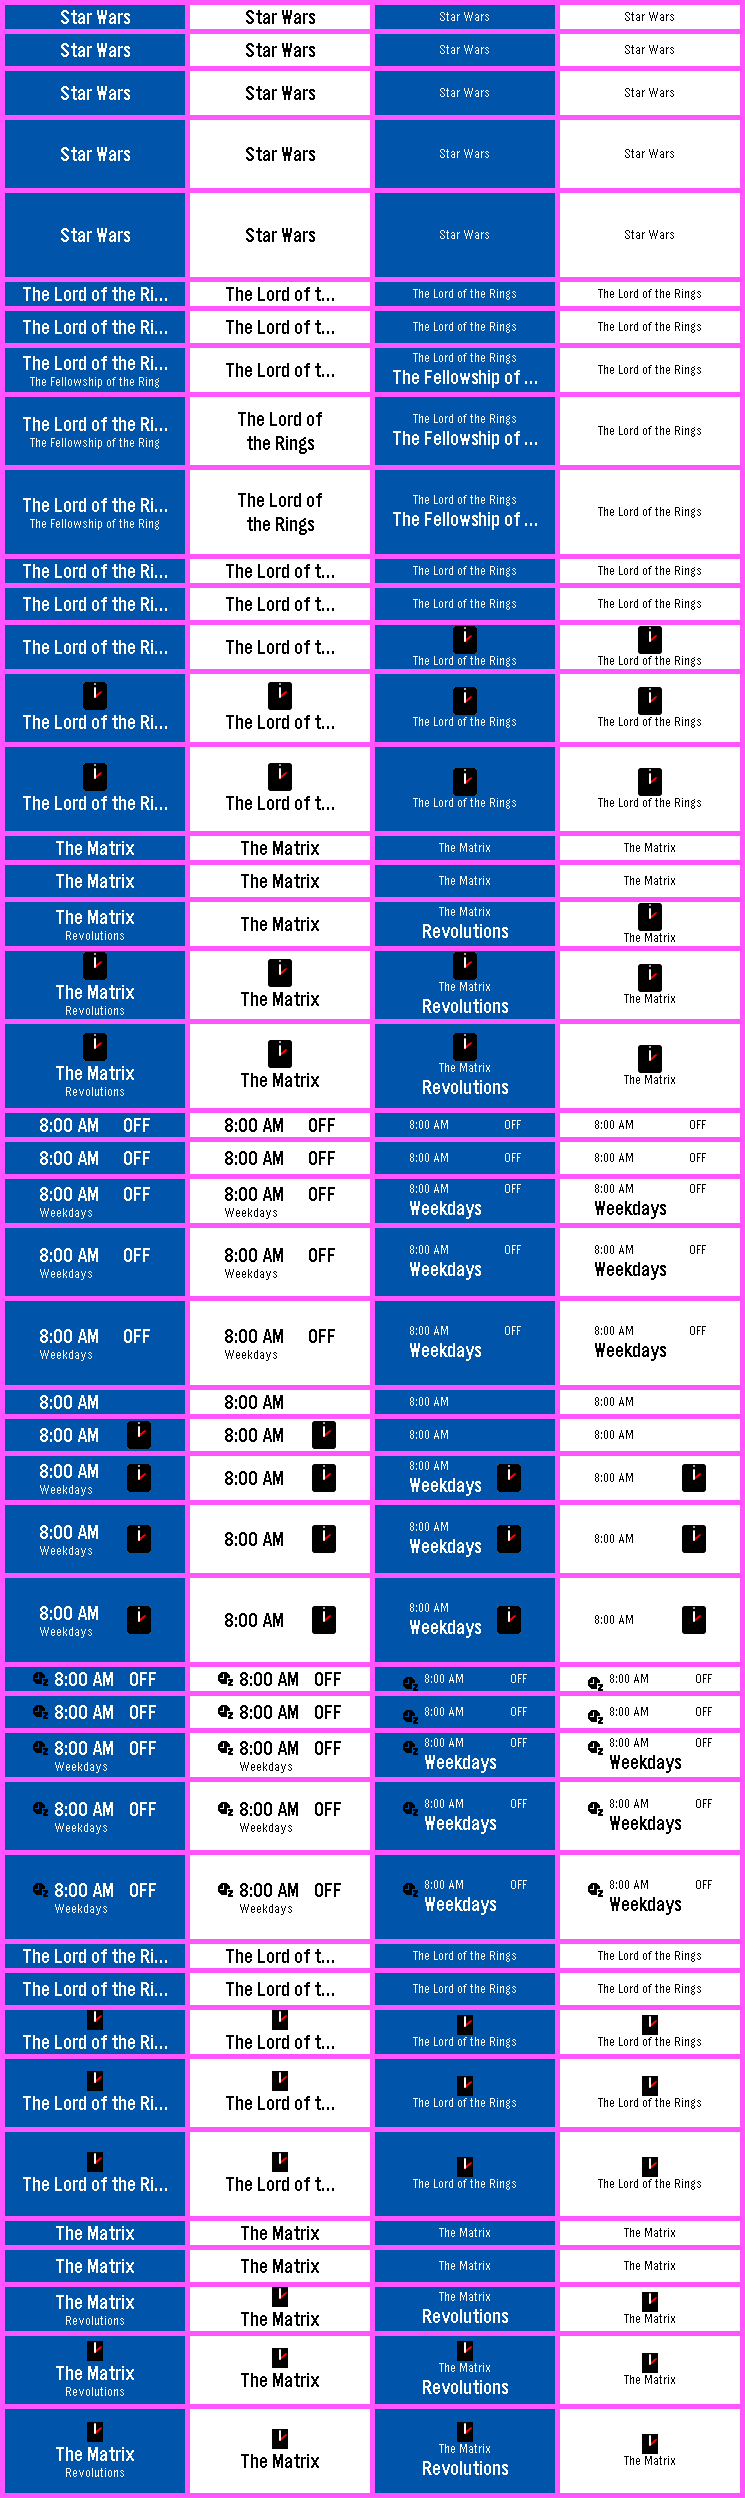 Star Wars Star Wars Star Wars Star Wars
Star Wars Star Wars Star Wars Star Wars
Star Wars Star Wars Star Wars Star Wars
Star Wars Star Wars Star Wars Star Wars
Star Wars Star Wars Star Wars Star Wars
The Lord of the Ri... The Lord of t... The Lord of the Rings The Lord of the Rings
The Lord of the Ri... The Lord of t... The Lord of the Rings The Lord of the Rings
The Lord of the Ri... The Lord of t... The Lord of the Rings The Lord of the Rings
The Fellowship of the Ring The Fellowship of ...
The Lord of the Ri... The Lord of The Lord of the Rings The Lord of the Rings
The Fellowship of the Ring the Rings The Fellowship of ...
The Lord of the Ri... The Lord of The Lord of the Rings The Lord of the Rings
The Fellowship of the Ring the Rings The Fellowship of ...
The Lord of the Ri... The Lord of t... The Lord of the Rings The Lord of the Rings
The Lord of the Ri... The Lord of t... The Lord of the Rings The Lord of the Rings
The Lord of the Ri... The Lord of t... The Lord of the Rings The Lord of the Rings
The Lord of the Ri... The Lord of t... The Lord of the Rings The Lord of the Rings
The Lord of the Ri... The Lord of t... The Lord of the Rings The Lord of the Rings
The Matrix The Matrix The Matrix The Matrix
The Matrix The Matrix The Matrix The Matrix
The Matrix The Matrix The Matrix The Matrix
Revolutions Revolutions
The Matrix The Matrix The Matrix The Matrix
Revolutions Revolutions
The Matrix The Matrix The Matrix The Matrix
Revolutions Revolutions
8:00 AM OFF 8:00 AM OFF 8:00 AM OFF 8:00 AM OFF
8:00 AM OFF 8:00 AM OFF 8:00 AM OFF 8:00 AM OFF
8:00 AM OFF 8:00 AM OFF 8:00 AM OFF 8:00 AM OFF
Weekdays Weekdays Weekdays Weekdays
8:00 AM OFF 8:00 AM OFF 8:00 AM OFF 8:00 AM OFF
Weekdays Weekdays Weekdays Weekdays
8:00 AM OFF 8:00 AM OFF 8:00 AM OFF 8:00 AM OFF
Weekdays Weekdays Weekdays Weekdays
8:00 AM 8:00 AM 8:00 AM 8:00 AM
8:00 AM 8:00 AM 8:00 AM 8:00 AM
8:00 AM 8:00 AM 8:00 AM 8:00 AM
Weekdays Weekdays
8:00 AM 8:00 AM 8:00 AM 8:00 AM
Weekdays Weekdays
8:00 AM 8:00 AM 8:00 AM 8:00 AM
Weekdays Weekdays
8:00 AM OFF 8:00 AM OFF 8:00 AM OFF 8:00 AM OFF
8:00 AM OFF 8:00 AM OFF 8:00 AM OFF 8:00 AM OFF
8:00 AM OFF 8:00 AM OFF 8:00 AM OFF 8:00 AM OFF
Weekdays Weekdays Weekdays Weekdays
8:00 AM OFF 8:00 AM OFF 8:00 AM OFF 8:00 AM OFF
Weekdays Weekdays Weekdays Weekdays
8:00 AM OFF 8:00 AM OFF 8:00 AM OFF 8:00 AM OFF
Weekdays Weekdays Weekdays Weekdays
The Lord of the Ri... The Lord of t... The Lord of the Rings The Lord of the Rings
The Lord of the Ri... The Lord of t... The Lord of the Rings The Lord of the Rings
The Lord of the Ri... The Lord of t... The Lord of the Rings The Lord of the Rings
The Lord of the Ri... The Lord of t... The Lord of the Rings The Lord of the Rings
The Lord of the Ri... The Lord of t... The Lord of the Rings The Lord of the Rings
The Matrix The Matrix The Matrix The Matrix
The Matrix The Matrix The Matrix The Matrix
The Matrix The Matrix The Matrix The Matrix
Revolutions Revolutions
The Matrix The Matrix The Matrix The Matrix
Revolutions Revolutions
The Matrix The Matrix The Matrix The Matrix
Revolutions Revolutions